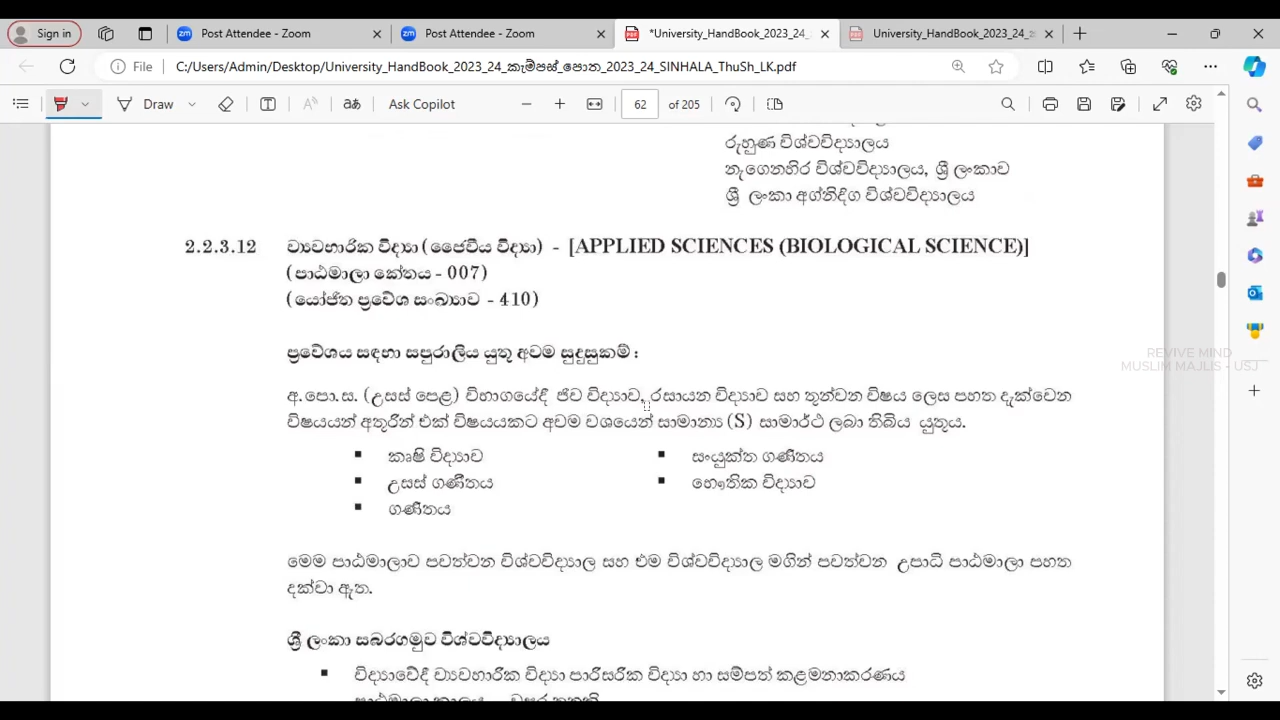 Sign in
Post Attendee - Zoom
Post Attendee - Zoom
*University_HandBook_2023_24_
University_HandBook_2023_24_
File
C:/Users/Admin/Desktop/University_HandBook_2023_24_කැම්පස්_පොත_2023_24_SINHALA_ThuSh_LK.pdf
Draw
Ask Copilot
62
of 205
රුහුණ විශ්වවිද්‍යාලය
නැගෙනහිර විශ්වවිද්‍යාලය, ශ්‍රී ලංකාව
ශ්‍රී ලංකා අග්නිදිග විශ්වවිද්‍යාලය
2.2.3.12 ව්‍යවහාරික විද්‍යා (ජෛවීය විද්‍යා) - [APPLIED SCIENCES (BIOLOGICAL SCIENCE)]
(පාඨමාලා කේතය - 007)
(යෝජිත ප්‍රවේශ සංඛ්‍යාව - 410)
ප්‍රවේශය සඳහා සපුරාලිය යුතු අවම සුදුසුකම් :
අ.පො.ස. (උසස් පෙළ) විභාගයේදී ජීව විද්‍යාව, රසායන විද්‍යාව සහ තුන්වන විෂය ලෙස පහත දැක්වෙන
විෂයයන් අතුරින් එක් විෂයයකට අවම වශයෙන් සාමාන්‍ය (S) සාමාර්ථ ලබා තිබිය යුතුය.
▪ කෘෂි විද්‍යාව ▪ සංයුක්ත ගණිතය
▪ උසස් ගණිතය ▪ භෞතික විද්‍යාව
▪ ගණිතය
මෙම පාඨමාලාව පවත්වන විශ්වවිද්‍යාල සහ එම විශ්වවිද්‍යාල මගින් පවත්වන උපාධි පාඨමාලා පහත
දක්වා ඇත.
ශ්‍රී ලංකා සබරගමුව විශ්වවිද්‍යාලය
▪ විද්‍යාවේදී ව්‍යවහාරික විද්‍යා පාරිසරික විද්‍යා හා සම්පත් කළමනාකරණය
REVIVE MIND
MUSLIM MAJLIS - USJ